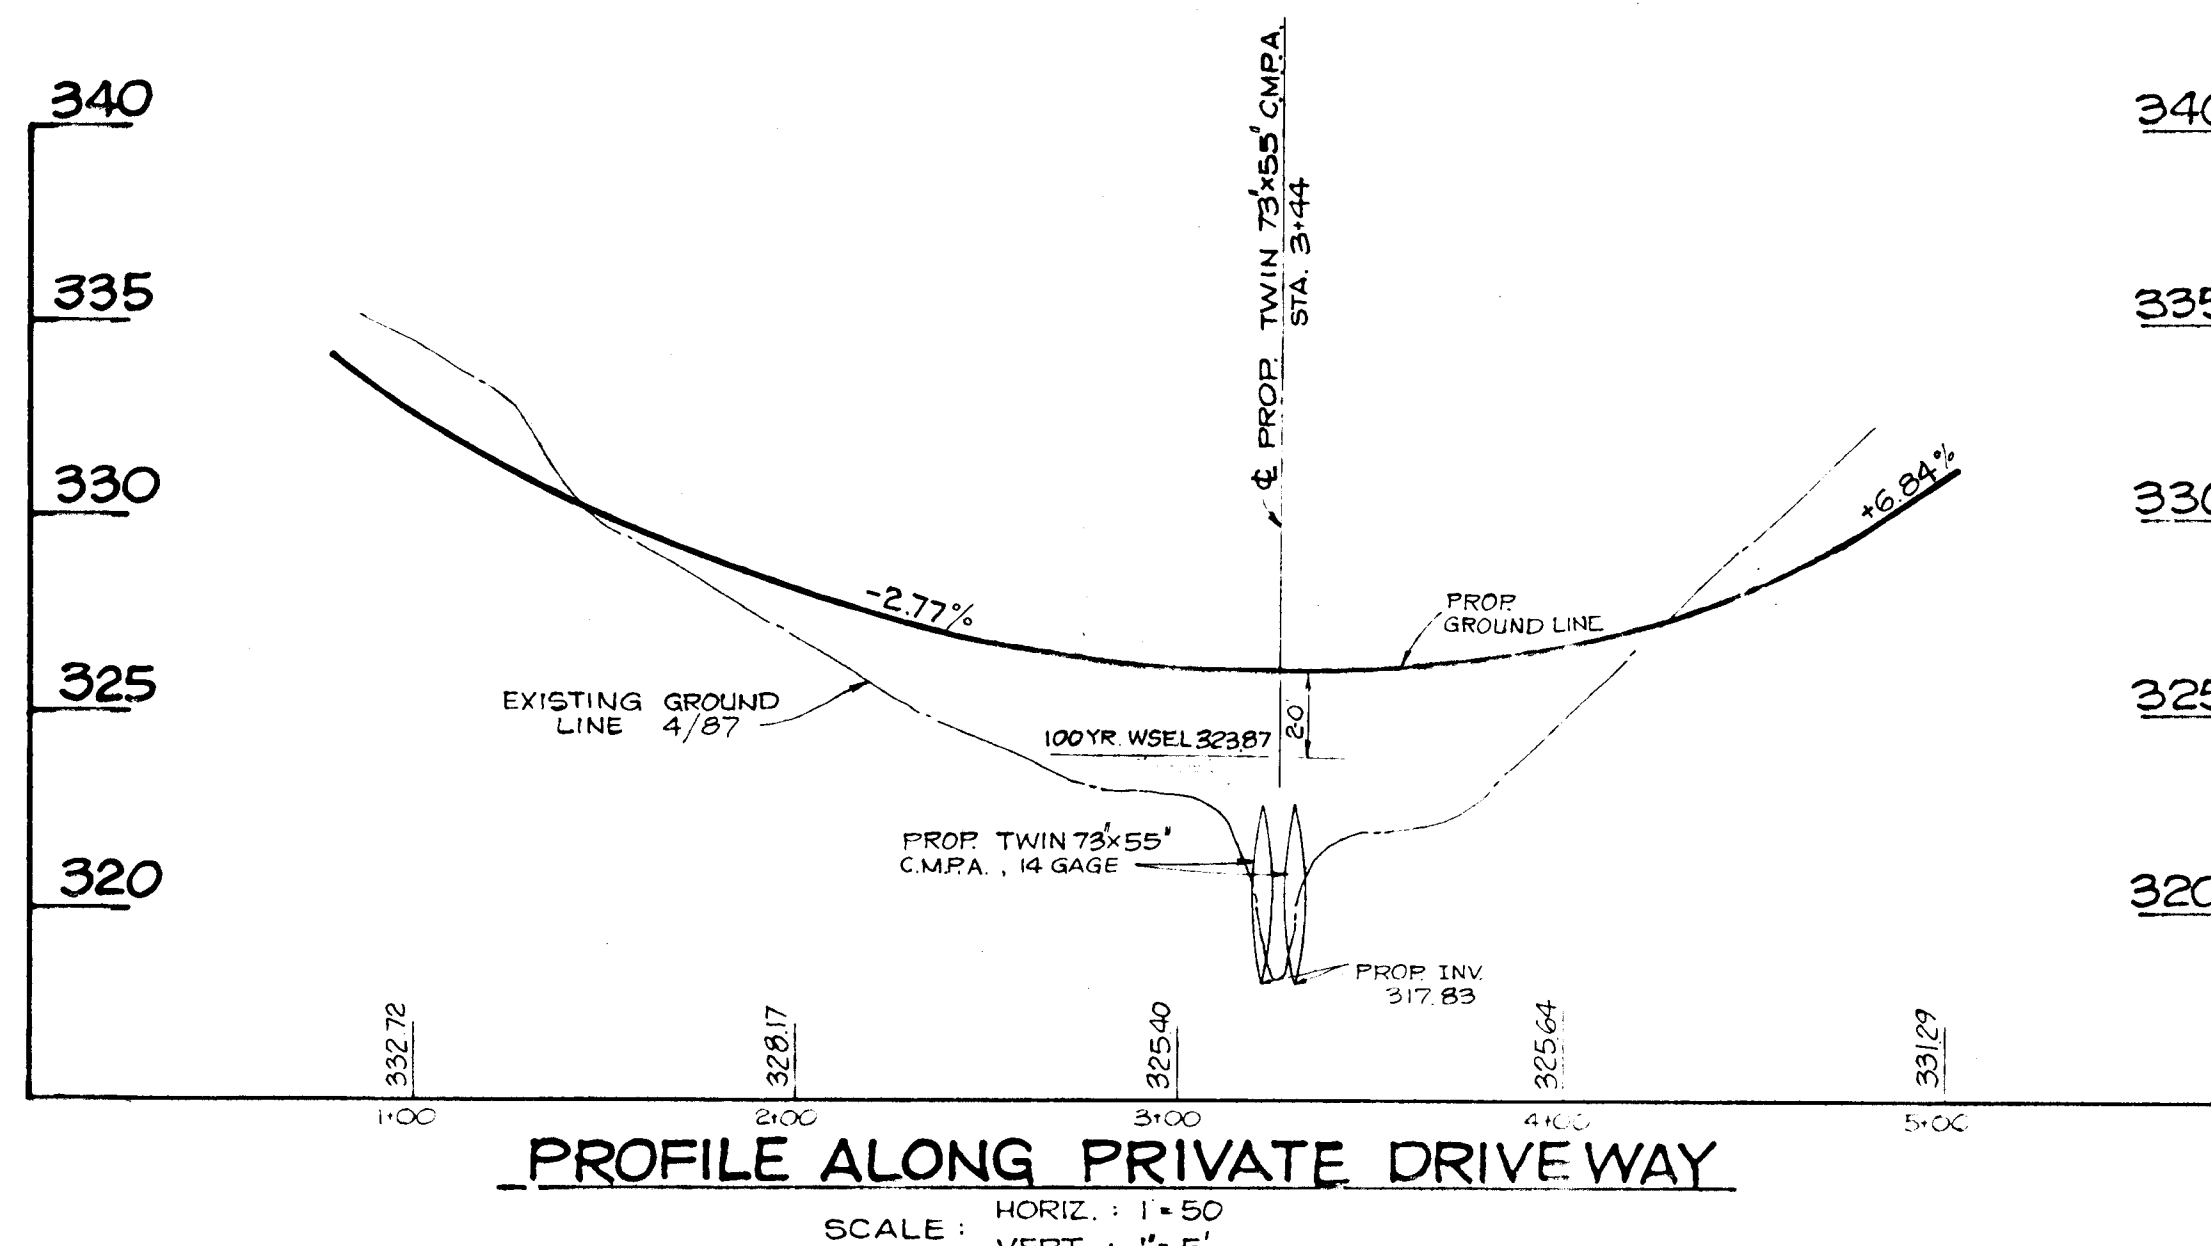 340
335
330
325
320
340
335
330
325
320
℄ PROP. TWIN 73"x55" C.M.P.A.
STA. 3+44
+6.84%
-2.77%
PROP.
GROUND LINE
EXISTING GROUND
LINE 4/87
100 YR. WSEL 323.87
2.0'
PROP. TWIN 73"x55"
C.M.P.A., 14 GAGE
PROP. INV.
317.83
332.72
328.17
325.40
325.64
331.29
1+00
2+00
3+00
4+00
5+00
PROFILE ALONG PRIVATE DRIVEWAY
SCALE: HORIZ.: 1"=50
VERT.: 1"=5'